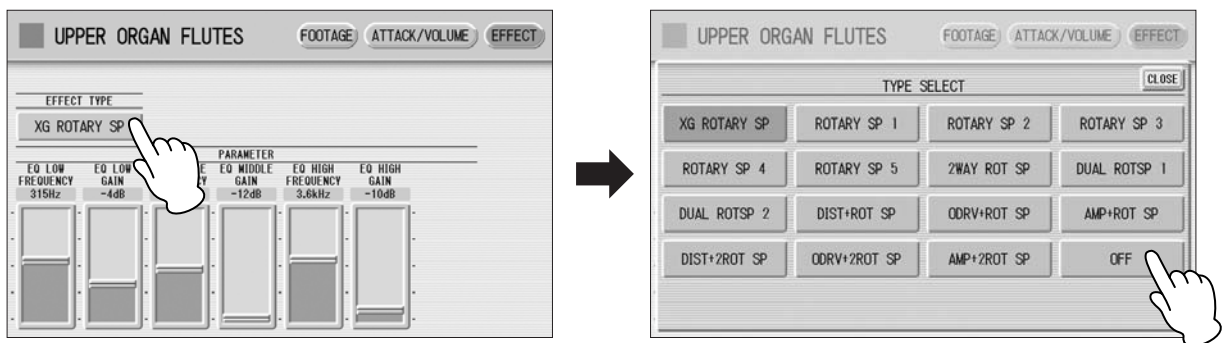 UPPER ORGAN FLUTES FOOTAGE ATTACK/VOLUME EFFECT
EFFECT TYPE
XG ROTARY SP
PARAMETER
EQ LOW FREQUENCY 315Hz
EQ LOW GAIN -4dB
EQ MIDDLE GAIN -12dB
EQ HIGH FREQUENCY 3.6kHz
EQ HIGH GAIN -10dB
UPPER ORGAN FLUTES FOOTAGE ATTACK/VOLUME EFFECT
TYPE SELECT CLOSE
XG ROTARY SP ROTARY SP 1 ROTARY SP 2 ROTARY SP 3
ROTARY SP 4 ROTARY SP 5 2WAY ROT SP DUAL ROTSP 1
DUAL ROTSP 2 DIST+ROT SP ODRV+ROT SP AMP+ROT SP
DIST+2ROT SP ODRV+2ROT SP AMP+2ROT SP OFF